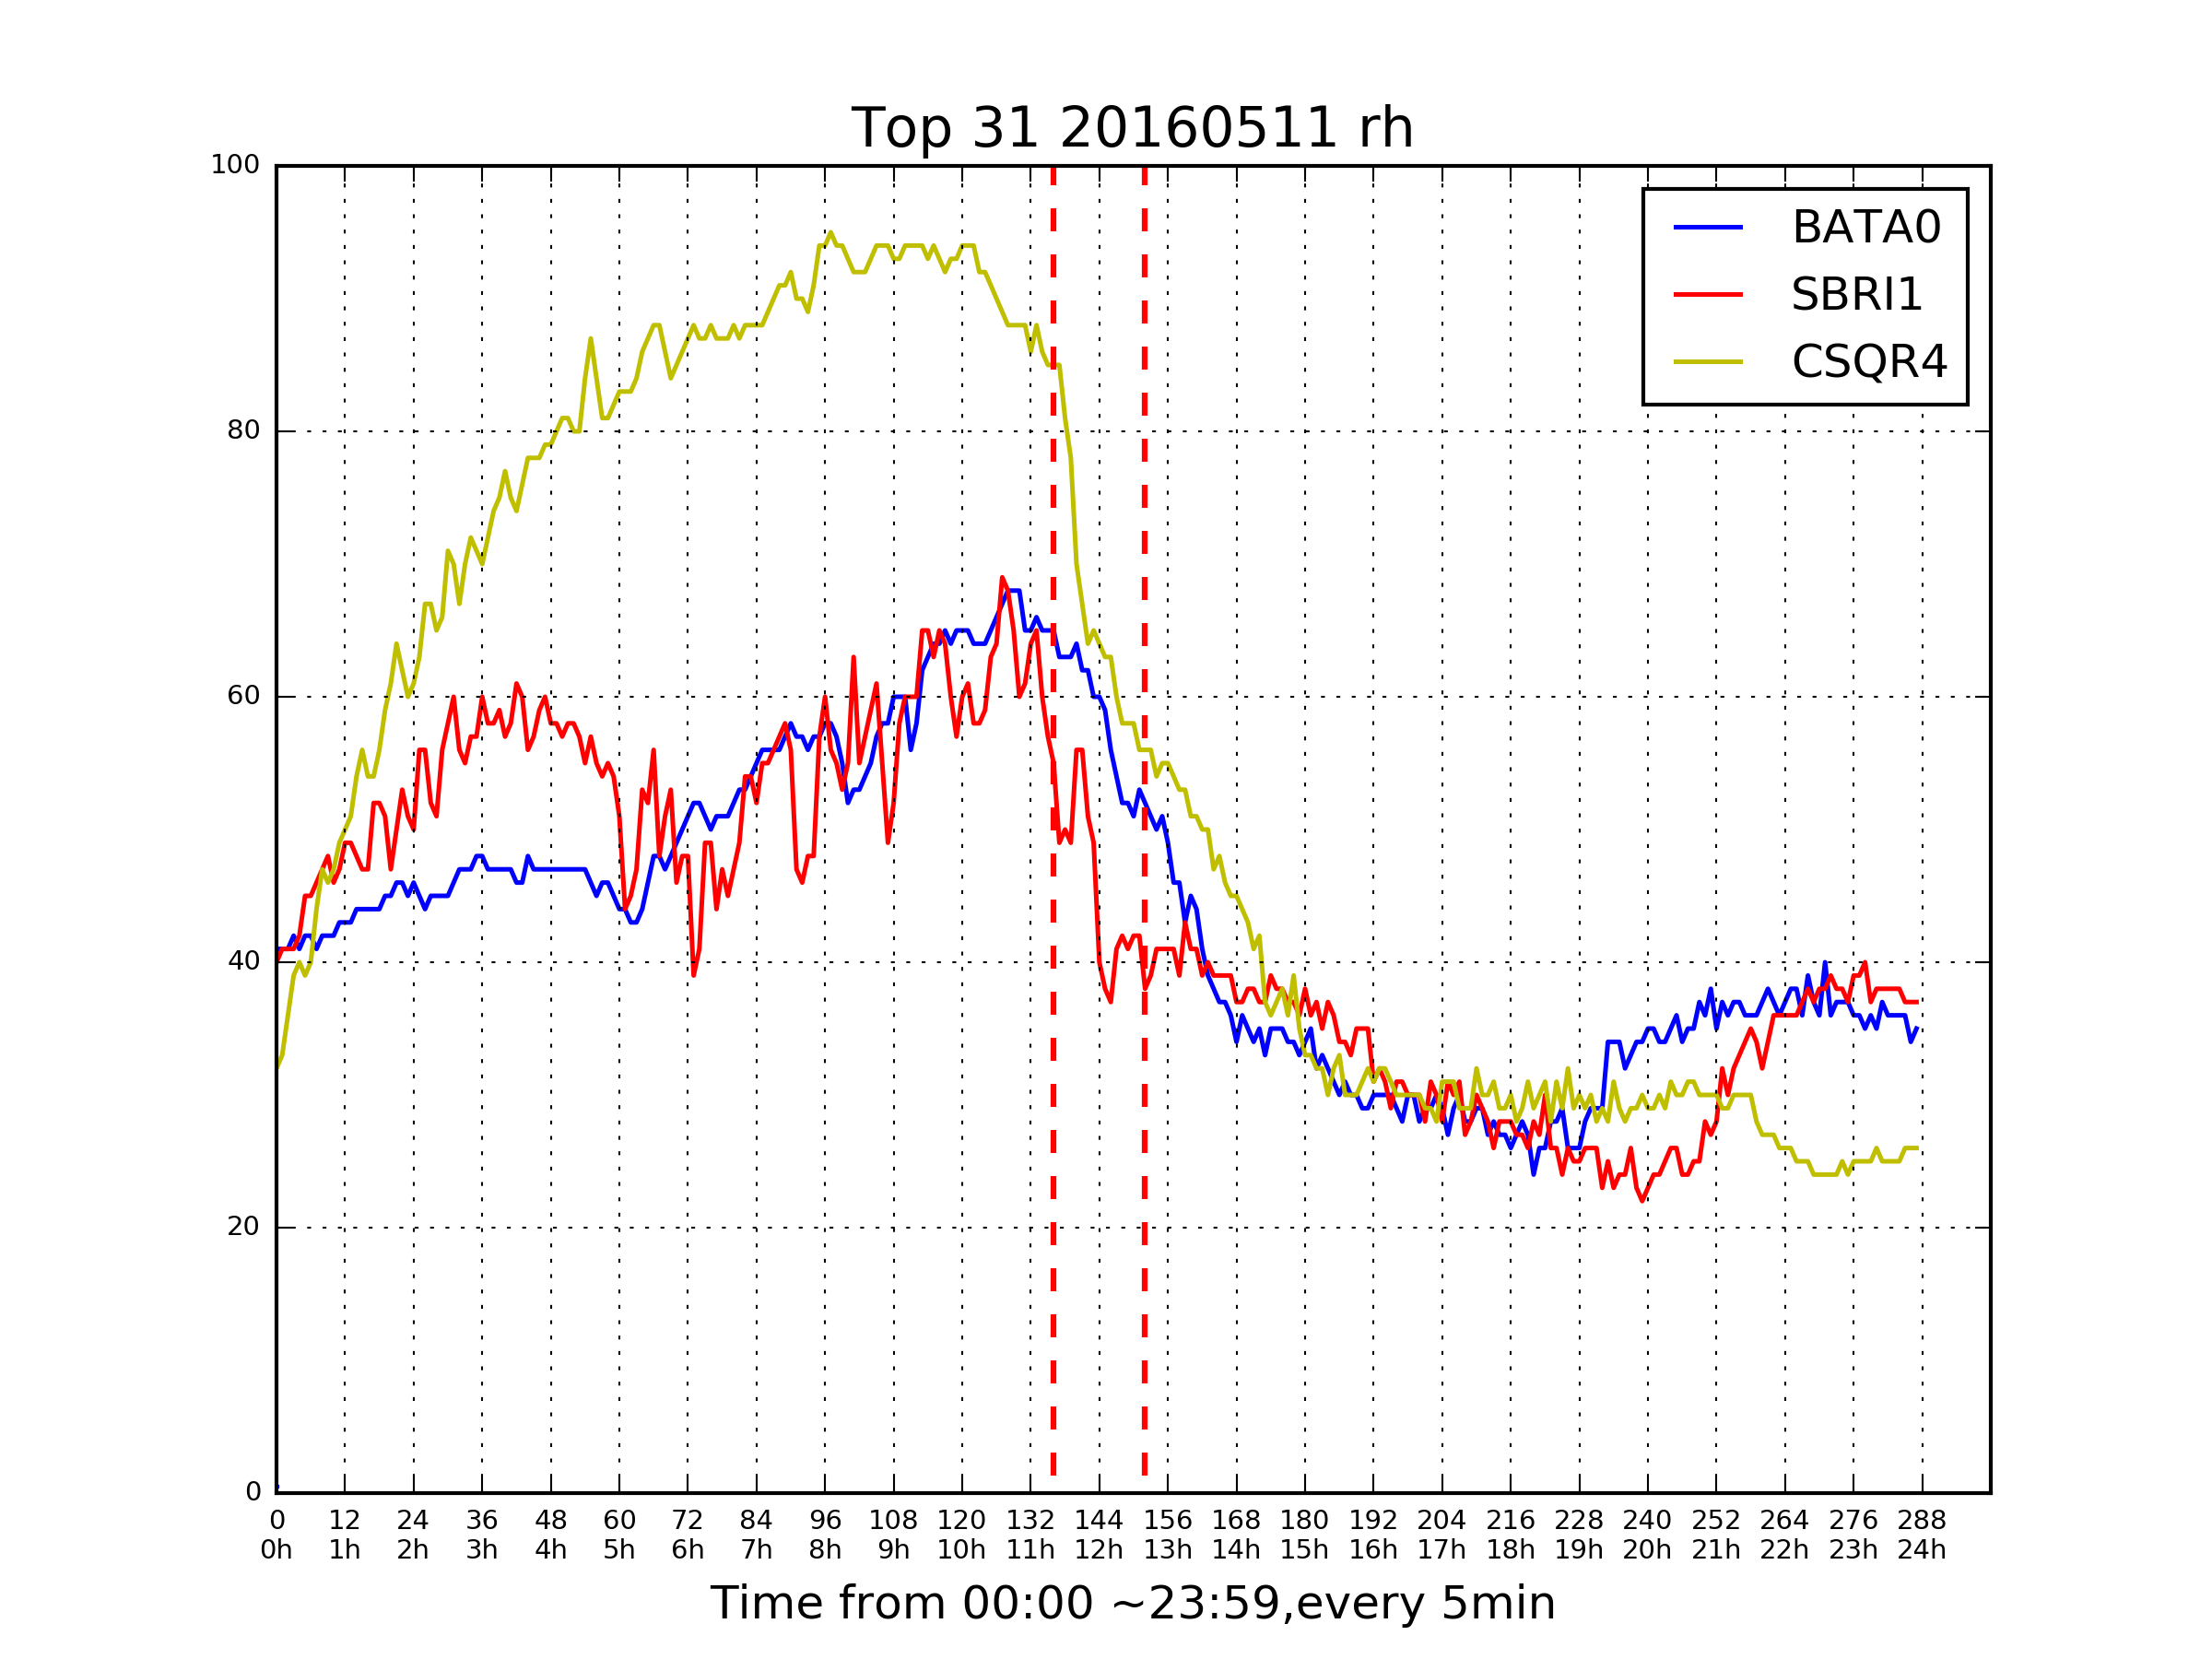 Top 31 20160511 rh
100
80
60
40
20
0
BATA0
SBRI1
CSQR4
0 12 24 36 48 60 72 84 96 108 120 132 144 156 168 180 192 204 216 228 240 252 264 276 288
0h 1h 2h 3h 4h 5h 6h 7h 8h 9h 10h 11h 12h 13h 14h 15h 16h 17h 18h 19h 20h 21h 22h 23h 24h
Time from 00:00 ~23:59,every 5min